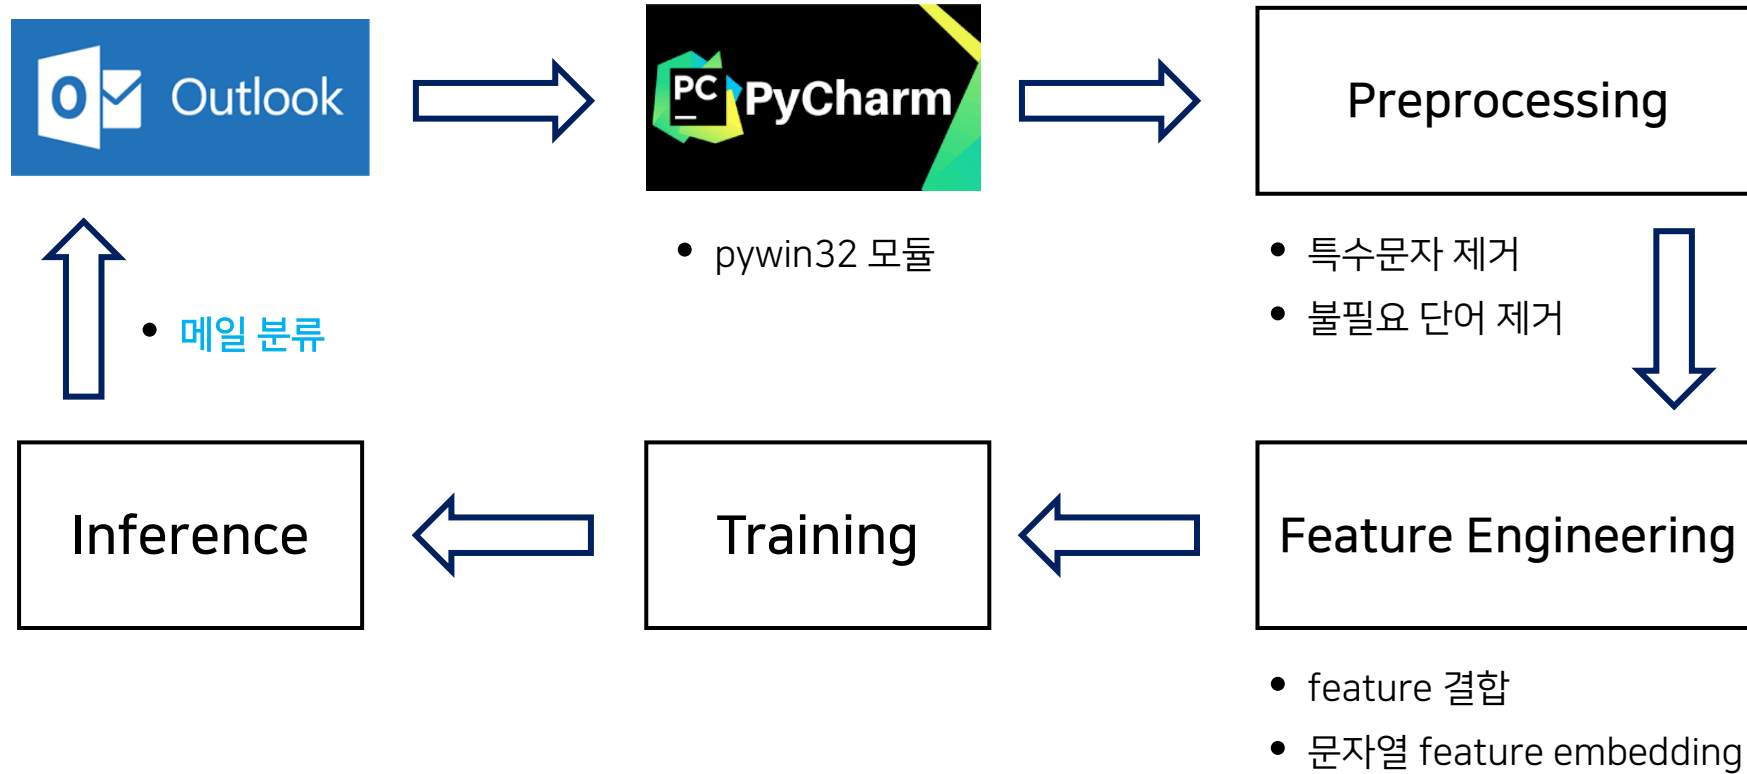 Outlook
PyCharm
Preprocessing
• pywin32 모듈
• 특수문자 제거
• 불필요 단어 제거
• 메일 분류
Inference
Training
Feature Engineering
• feature 결합
• 문자열 feature embedding